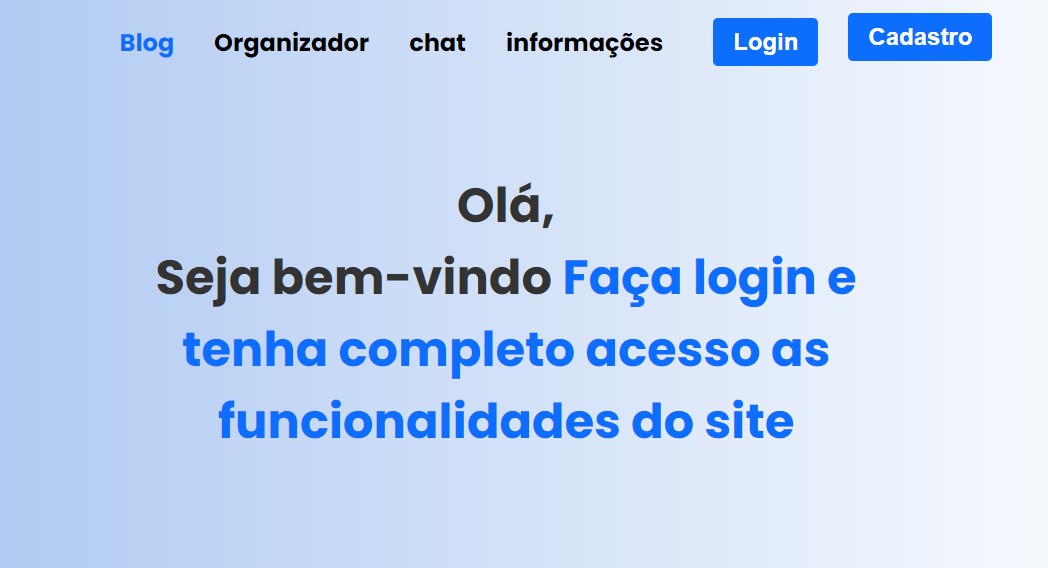 Blog Organizador chat informações Login Cadastro
Olá,
Seja bem-vindo Faça login e
tenha completo acesso as
funcionalidades do site